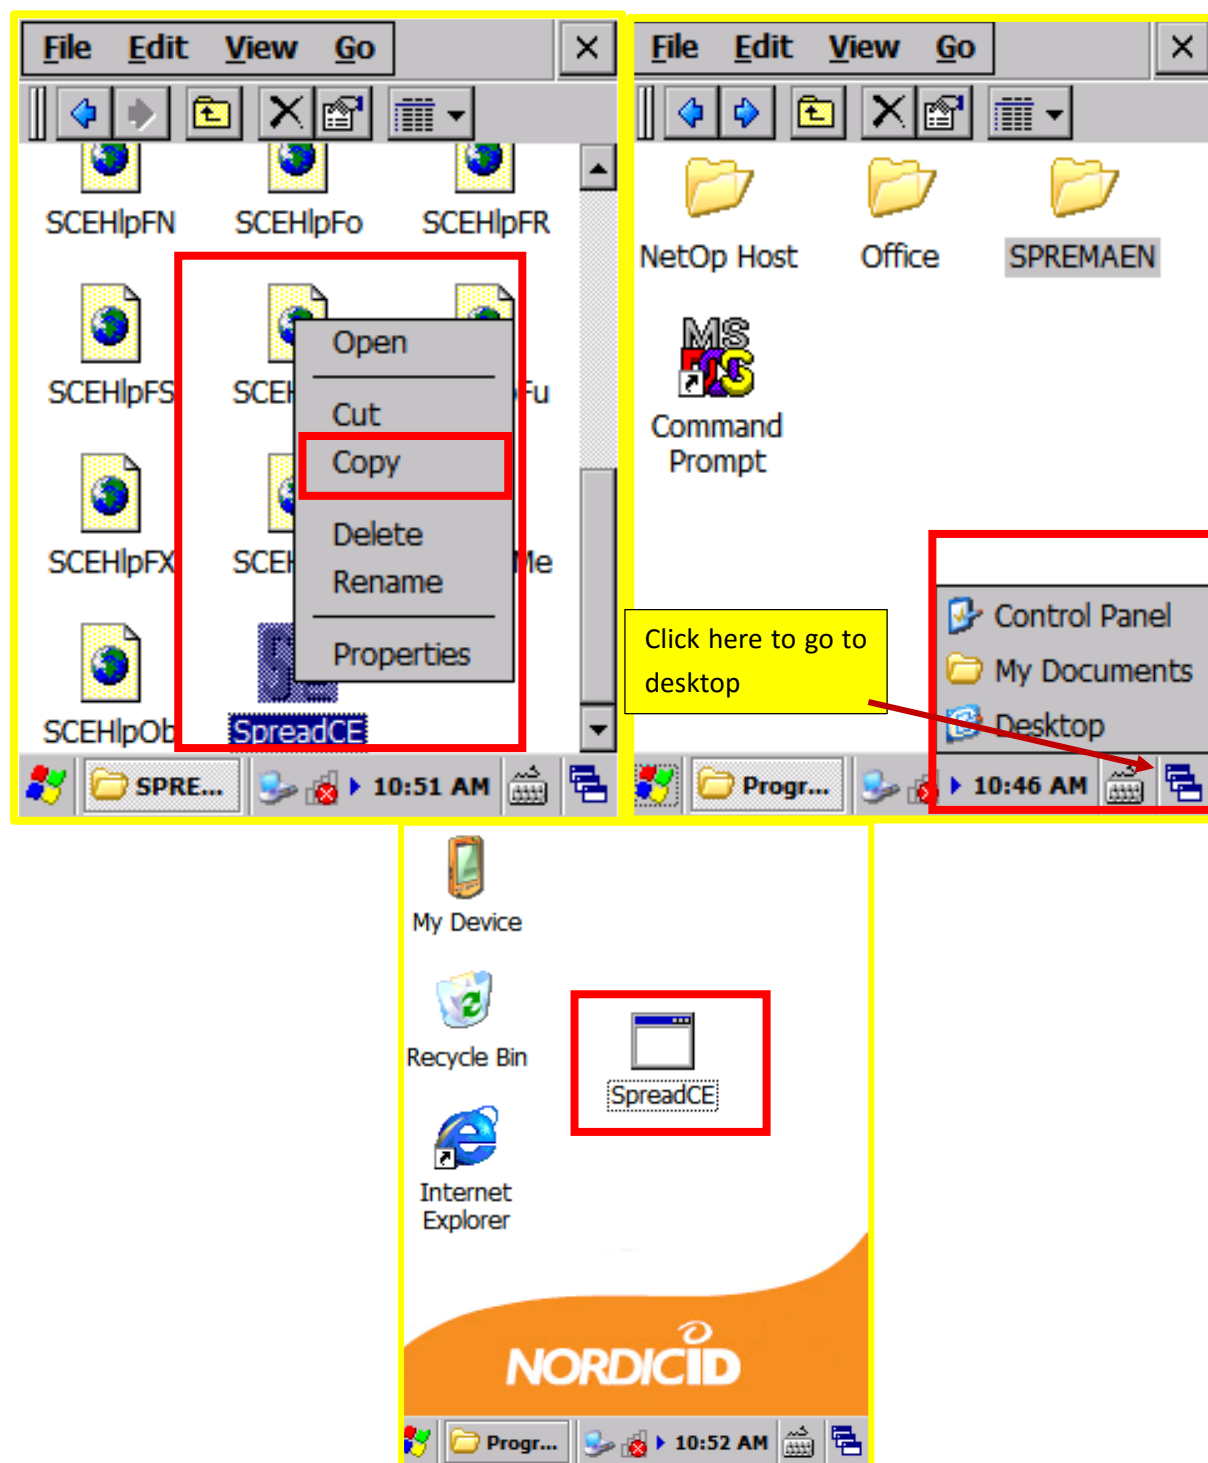 File Edit View Go
SCEHlpFN SCEHlpFo SCEHlpFR
SCEHlpFS
Open
Cut
Copy
Delete
Rename
Properties
SCEHlpFX
SCEHlpOb SpreadCE
SPRE... 10:51 AM
File Edit View Go
NetOp Host Office SPREMAEN
MS
DOS
Command
Prompt
Click here to go to
desktop
Control Panel
My Documents
Desktop
Progr... 10:46 AM
My Device
Recycle Bin
SpreadCE
Internet
Explorer
NORDICID
Progr... 10:52 AM